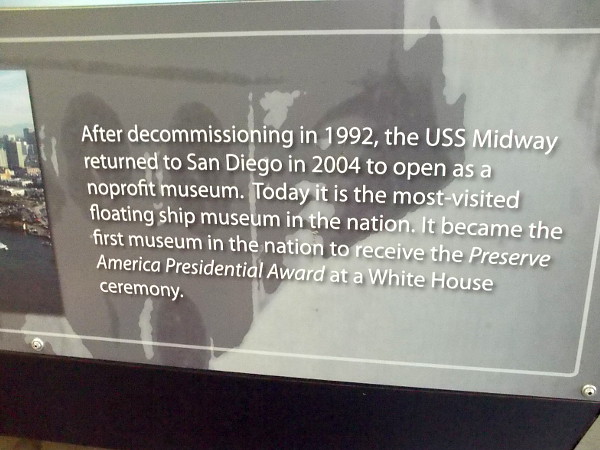 After decommissioning in 1992, the USS Midway
returned to San Diego in 2004 to open as a
noprofit museum. Today it is the most-visited
floating ship museum in the nation. It became the
first museum in the nation to receive the Preserve
America Presidential Award at a White House
ceremony.